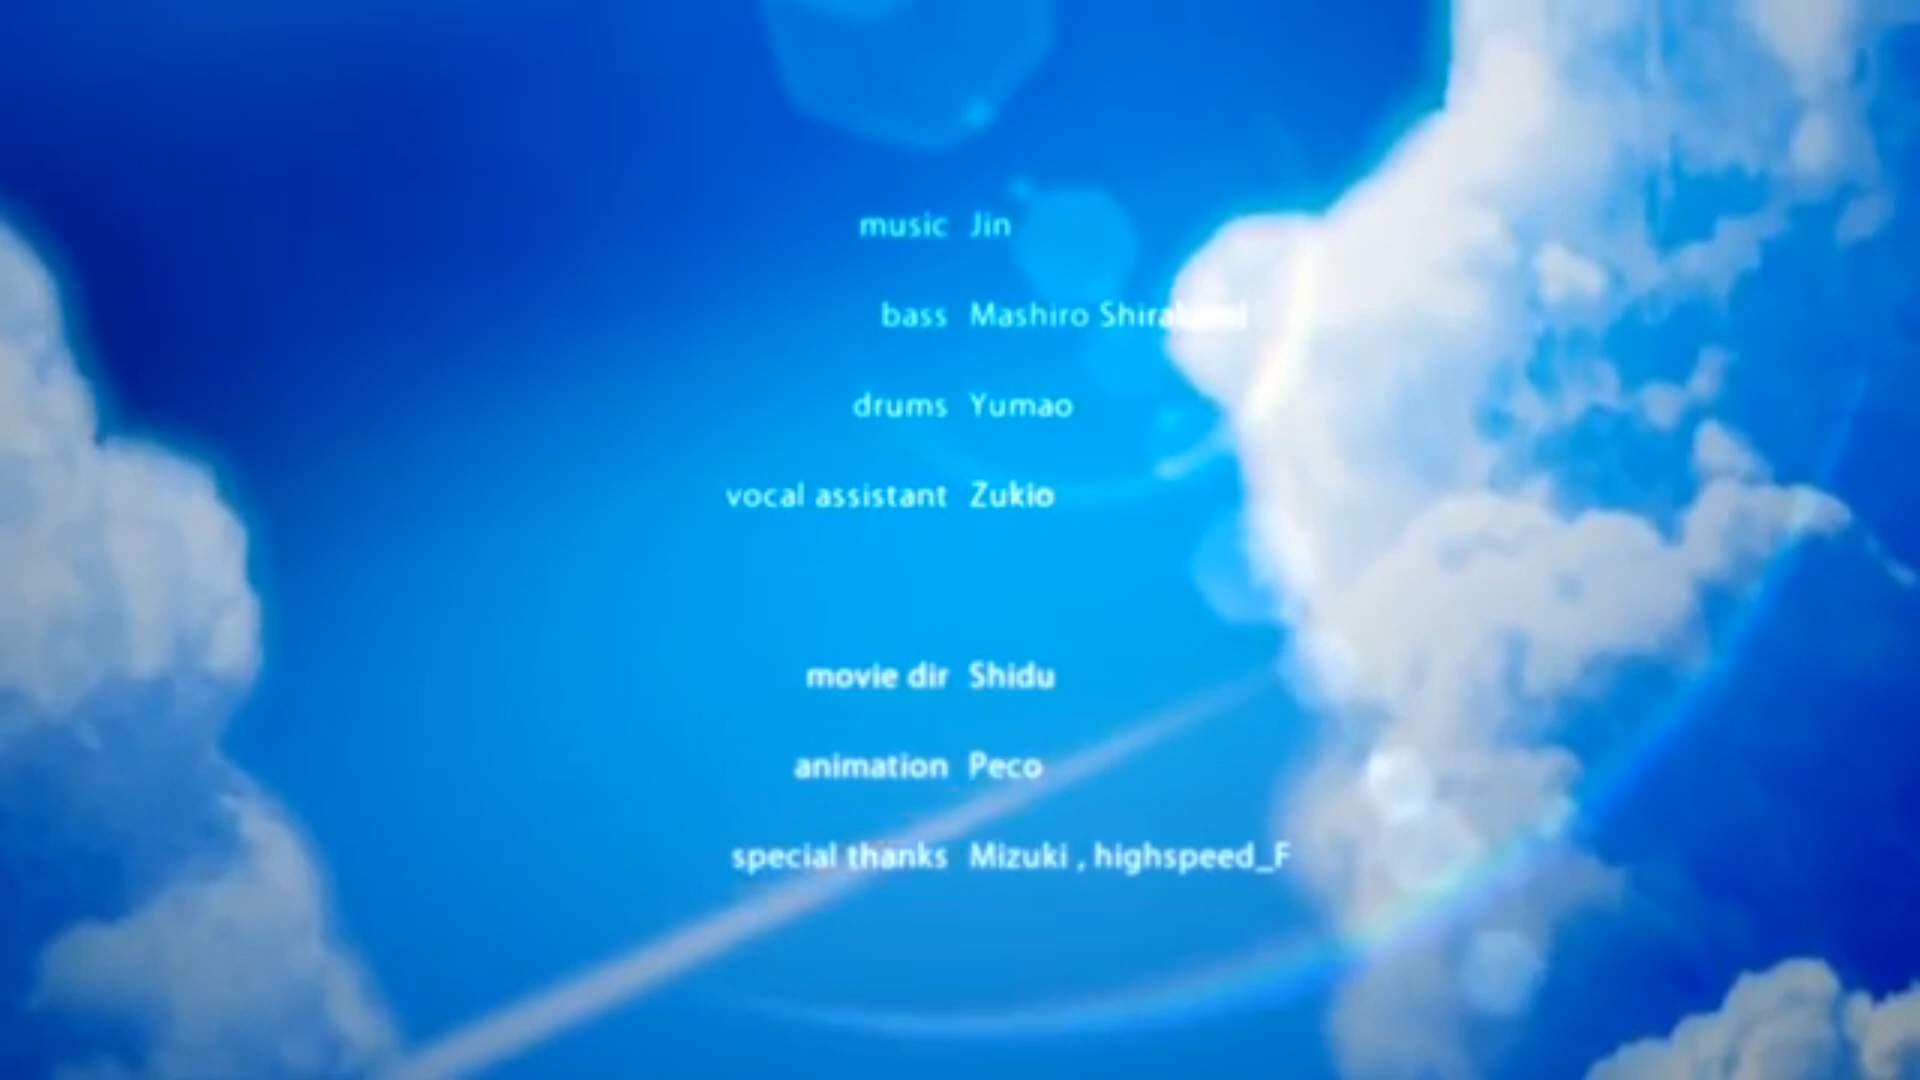 music Jin
bass Mashiro
drums Yumao
vocal assistant Zukio
movie dir Shidu
animation Peco
special thanks Mizuki , highspeed_F